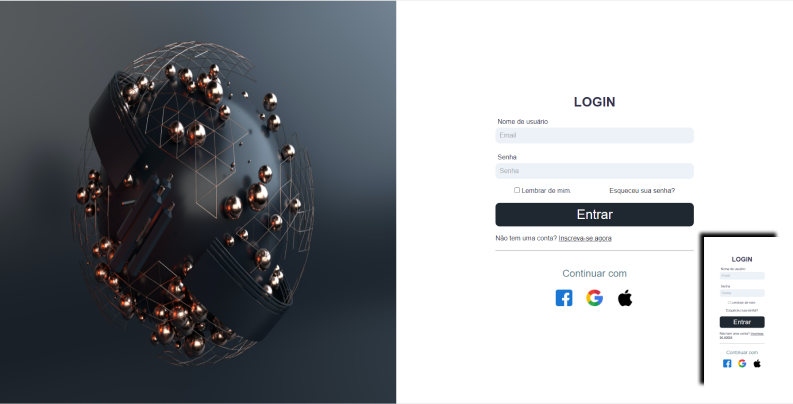 LOGIN
Nome de usuário
Email
Senha
Senha
Lembrar de mim. Esqueceu sua senha?
Entrar
Não tem uma conta? Inscreva-se agora
Continuar com
LOGIN
Nome de usuário
Email
Senha
Senha
Lembrar de mim.
Esqueceu sua senha?
Entrar
Não tem uma conta? Inscreva-
se agora
Continuar com